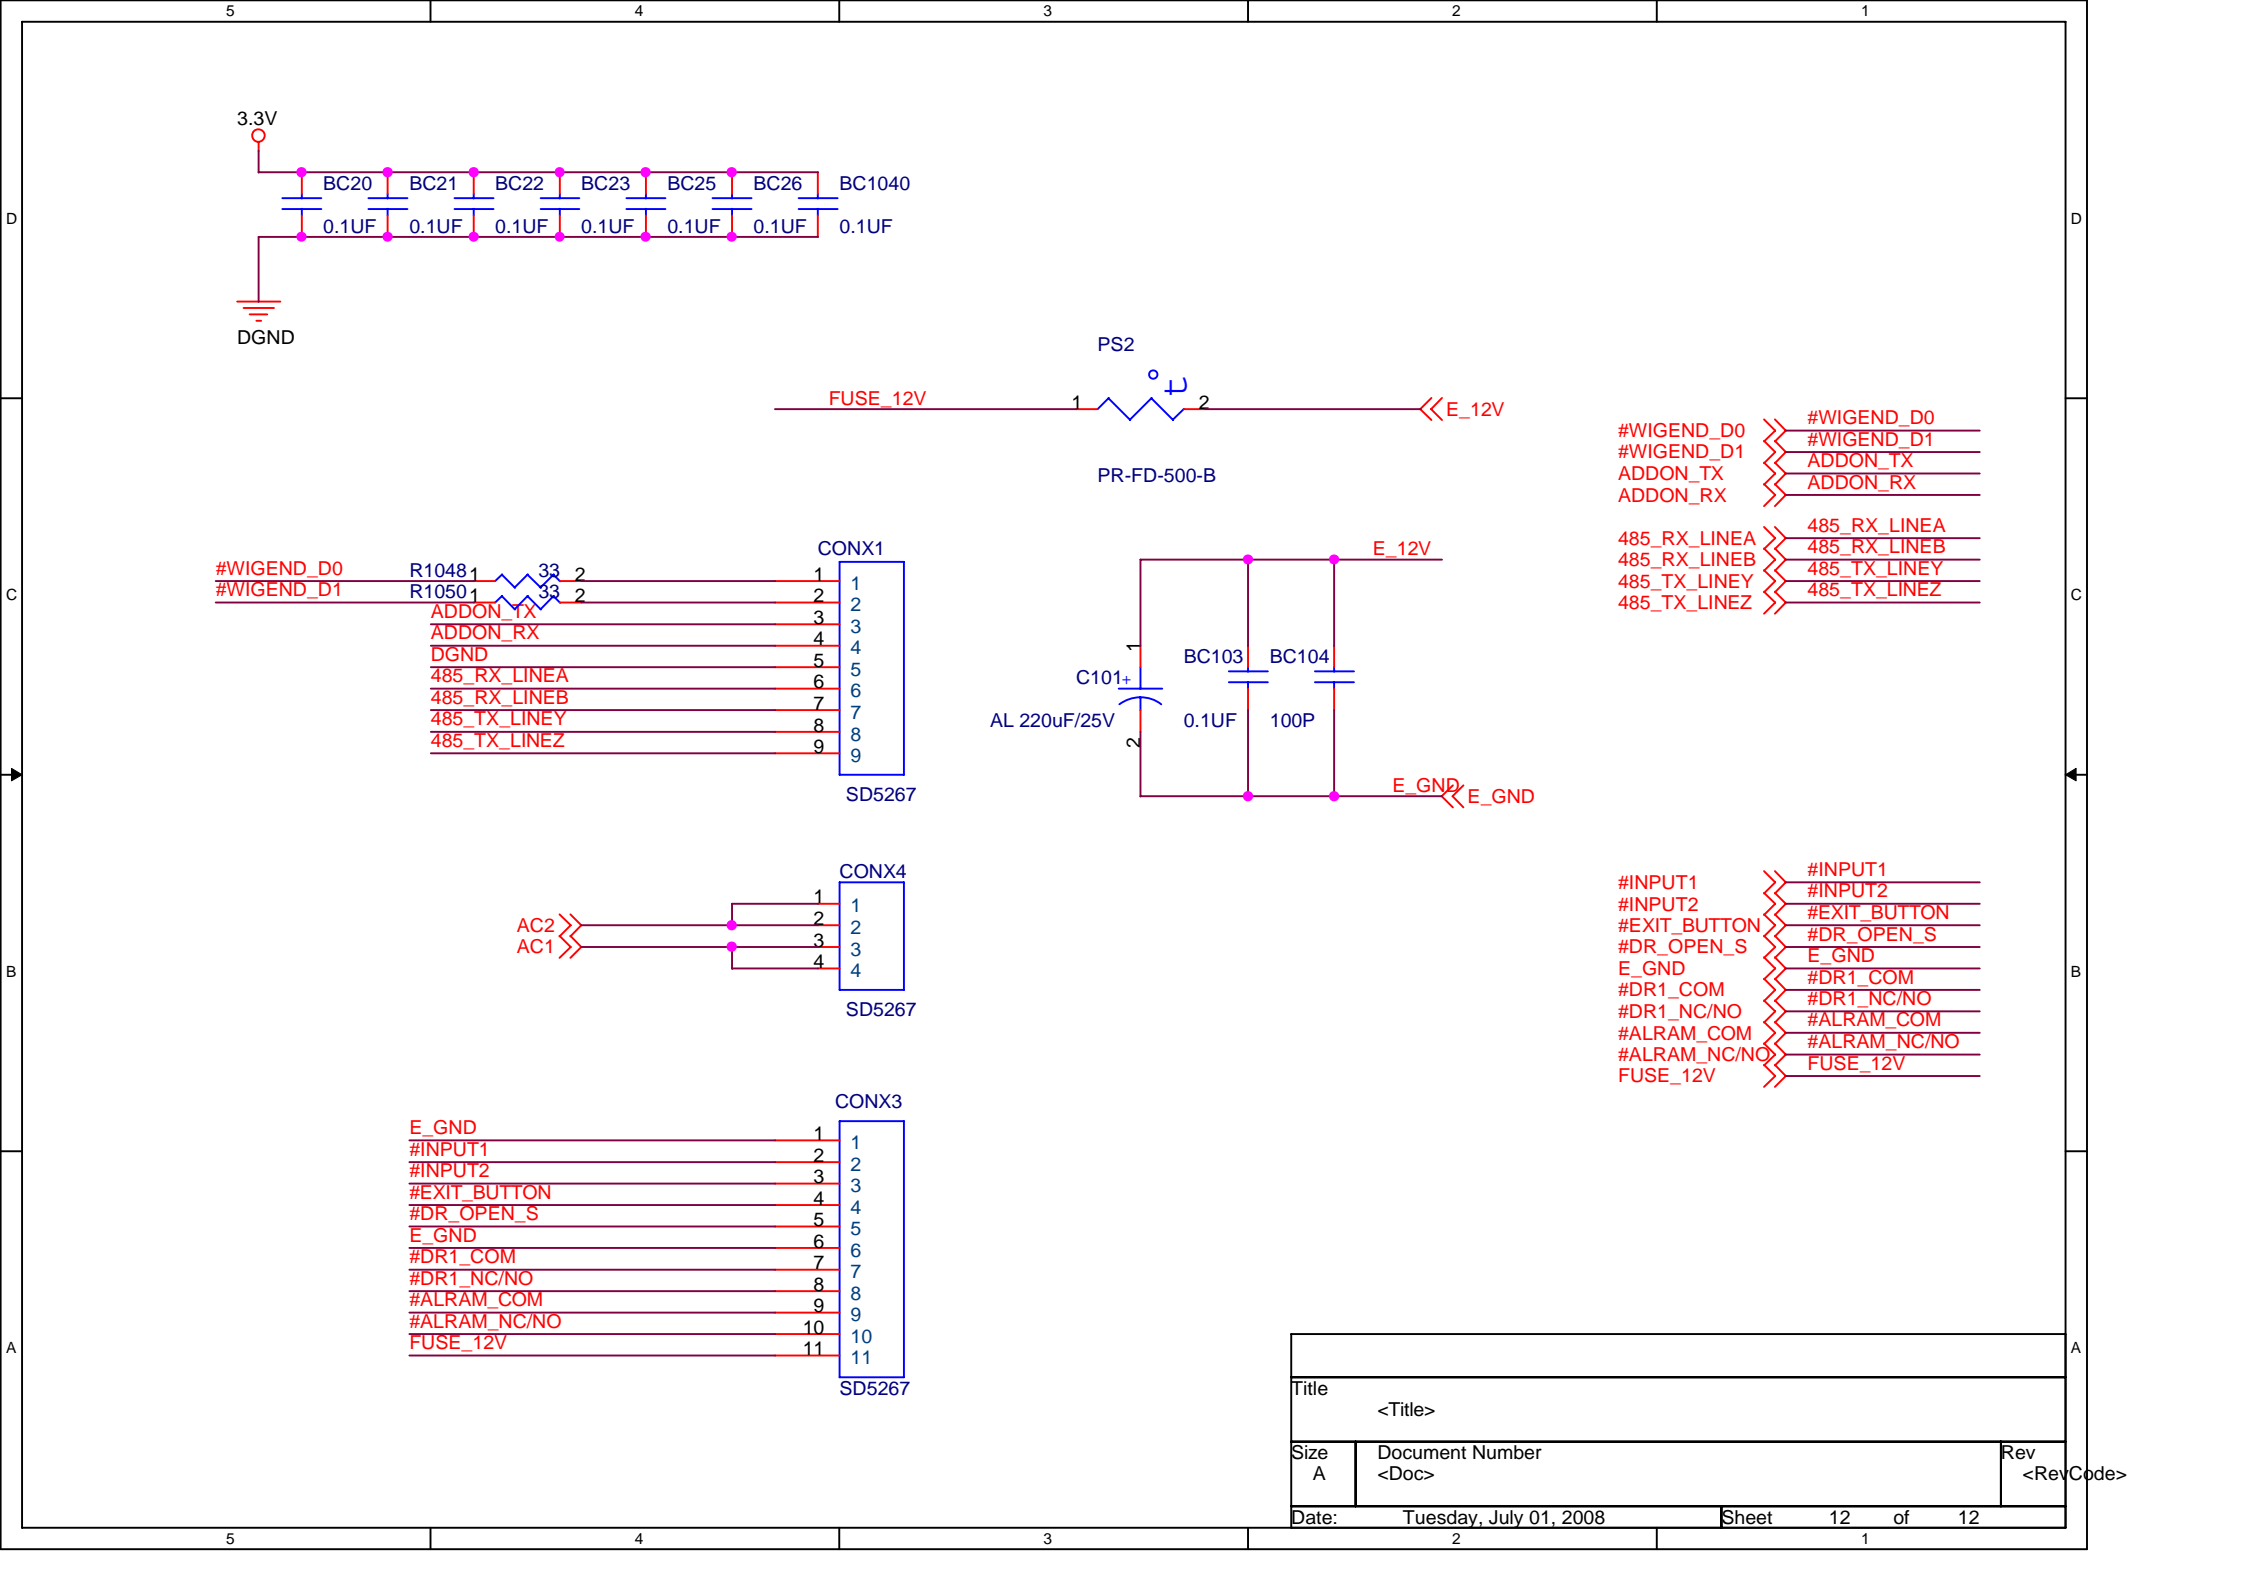 5 4 3 2 1
D
D
C
C
B
B
A
A
3.3V
BC20 BC21 BC22 BC23 BC25 BC26 BC1040
0.1UF 0.1UF 0.1UF 0.1UF 0.1UF 0.1UF 0.1UF
DGND
PS2
FUSE_12V 1 2 E_12V
PR-FD-500-B
#WIGEND_D0 #WIGEND_D0
#WIGEND_D1 #WIGEND_D1
ADDON_TX ADDON_TX
ADDON_RX ADDON_RX
485_RX_LINEA 485_RX_LINEA
485_RX_LINEB 485_RX_LINEB
485_TX_LINEY 485_TX_LINEY
485_TX_LINEZ 485_TX_LINEZ
CONX1
#WIGEND_D0 R1048 1 33 2 1 1
#WIGEND_D1 R1050 1 33 2 2 2
ADDON_TX 3 3
ADDON_RX 4 4
DGND 5 5
485_RX_LINEA 6 6
485_RX_LINEB 7 7
485_TX_LINEY 8 8
485_TX_LINEZ 9 9
SD5267
E_12V
1
C101 + BC103 BC104
AL 220uF/25V 0.1UF 100P
2
E_GND E_GND
CONX4
1 1
AC2 2 2
AC1 3 3
4 4
SD5267
#INPUT1 #INPUT1
#INPUT2 #INPUT2
#EXIT_BUTTON #EXIT_BUTTON
#DR_OPEN_S #DR_OPEN_S
E_GND E_GND
#DR1_COM #DR1_COM
#DR1_NC/NO #DR1_NC/NO
#ALRAM_COM #ALRAM_COM
#ALRAM_NC/NO #ALRAM_NC/NO
FUSE_12V FUSE_12V
CONX3
E_GND 1 1
#INPUT1 2 2
#INPUT2 3 3
#EXIT_BUTTON 4 4
#DR_OPEN_S 5 5
E_GND 6 6
#DR1_COM 7 7
#DR1_NC/NO 8 8
#ALRAM_COM 9 9
#ALRAM_NC/NO 10 10
FUSE_12V 11 11
SD5267
Title
<Title>
Size Document Number Rev
A <Doc> <RevCode>
Date: Tuesday, July 01, 2008 Sheet 12 of 12
5 4 3 2 1